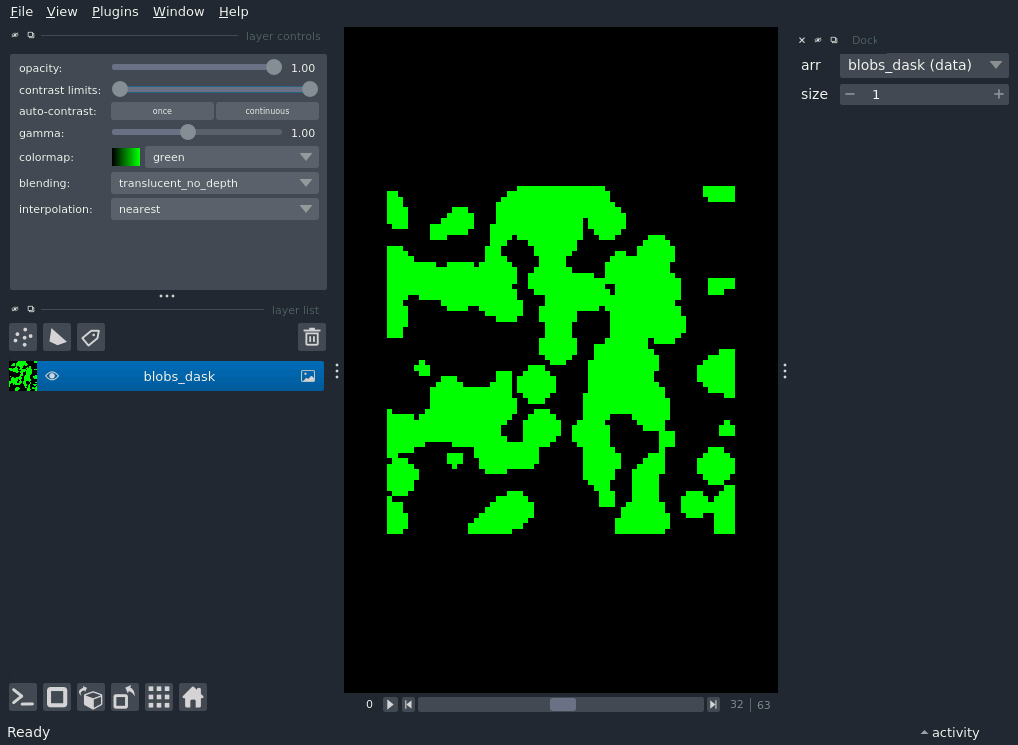 File View Plugins Window Help
layer controls
opacity: 1.00
contrast limits:
auto-contrast: once continuous
gamma: 1.00
colormap: green
blending: translucent_no_depth
interpolation: nearest
layer list
blobs_dask
0 32 63
Dock
arr blobs_dask (data)
size 1
Ready activity